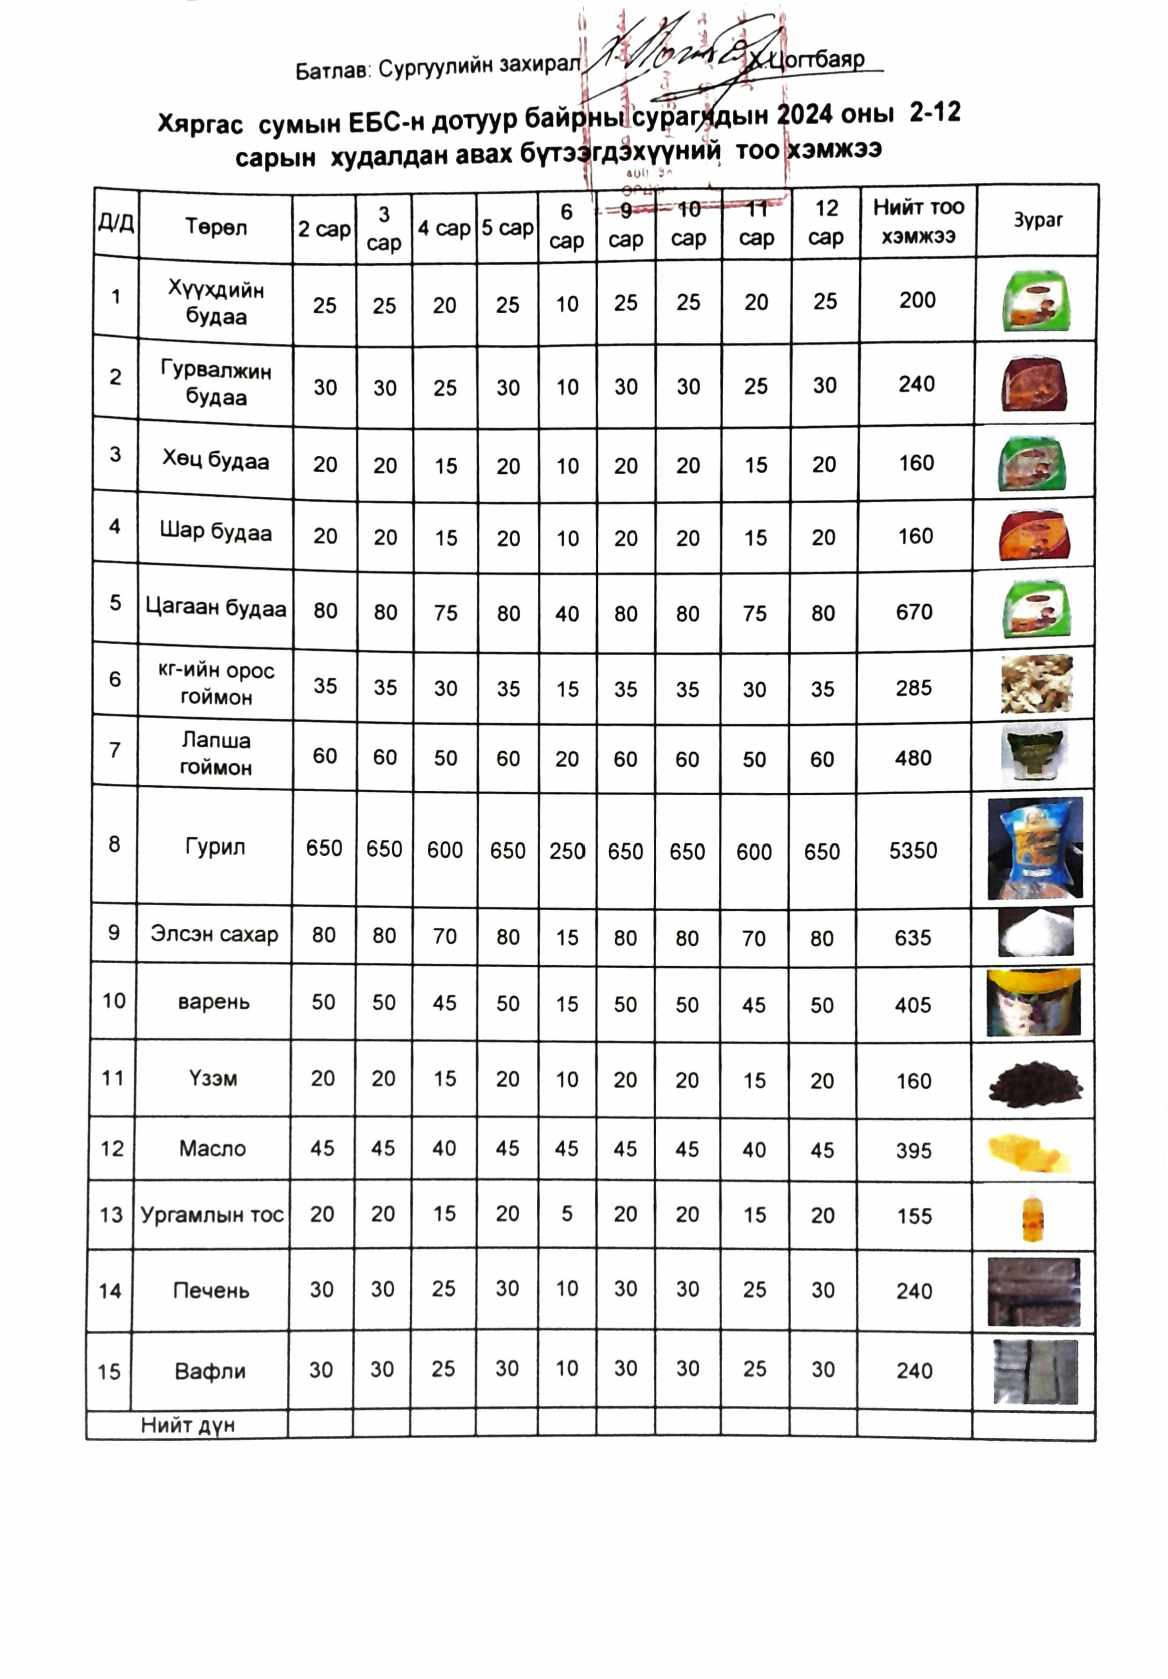 Батлав: Сургуулийн захирал Х.Цогтбаяр
Хяргас сумын ЕБС-н дотуур байрны сурагчдын 2024 оны 2-12
сарын худалдан авах бүтээгдэхүүний тоо хэмжээ
Д/Д Төрөл 2 сар 3 сар 4 сар 5 сар 6 сар 9 сар 10 сар 11 сар 12 сар Нийт тоо хэмжээ Зураг
1 Хүүхдийн будаа 25 25 20 25 10 25 25 20 25 200
2 Гурвалжин будаа 30 30 25 30 10 30 30 25 30 240
3 Хөц будаа 20 20 15 20 10 20 20 15 20 160
4 Шар будаа 20 20 15 20 10 20 20 15 20 160
5 Цагаан будаа 80 80 75 80 40 80 80 75 80 670
6 кг-ийн орос гоймон 35 35 30 35 15 35 35 30 35 285
7 Лапша гоймон 60 60 50 60 20 60 60 50 60 480
8 Гурил 650 650 600 650 250 650 650 600 650 5350
9 Элсэн сахар 80 80 70 80 15 80 80 70 80 635
10 варень 50 50 45 50 15 50 50 45 50 405
11 Үзэм 20 20 15 20 10 20 20 15 20 160
12 Масло 45 45 40 45 45 45 45 40 45 395
13 Ургамлын тос 20 20 15 20 5 20 20 15 20 155
14 Печень 30 30 25 30 10 30 30 25 30 240
15 Вафли 30 30 25 30 10 30 30 25 30 240
Нийт дүн